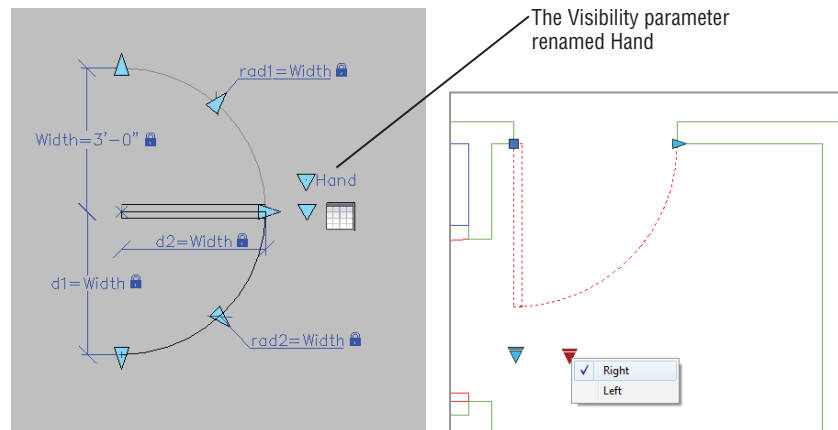 The Visibility parameter
renamed Hand
rad1=Width
Width=3'-0"
Hand
d2=Width
d1=Width
rad2=Width
Right
Left